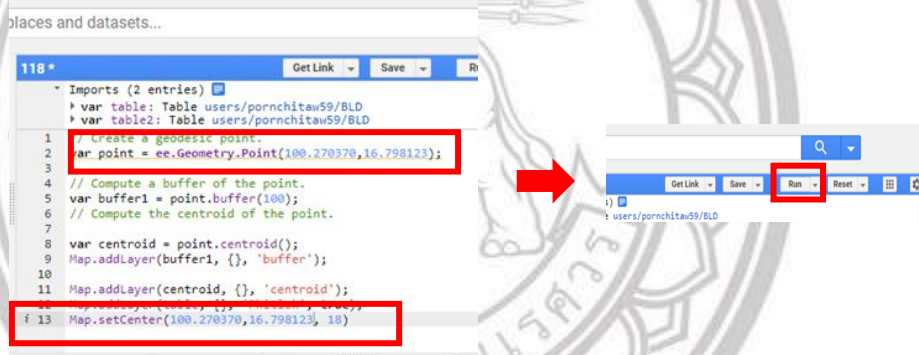 places and datasets...
118 *
Get Link
Save
Imports (2 entries)
var table: Table users/pornchitaw59/BLD
var table2: Table users/pornchitaw59/BLD
1 // Create a geodesic point.
2 var point = ee.Geometry.Point(100.270370,16.798123);
3
4 // Compute a buffer of the point.
5 var buffer1 = point.buffer(100);
6 // Compute the centroid of the point.
7
8 var centroid = point.centroid();
9 Map.addLayer(buffer1, {}, 'buffer');
10
11 Map.addLayer(centroid, {}, 'centroid');
i 13 Map.setCenter(100.270370,16.798123, 18)
Get Link
Save
Run
Reset
users/pornchitaw59/BLD